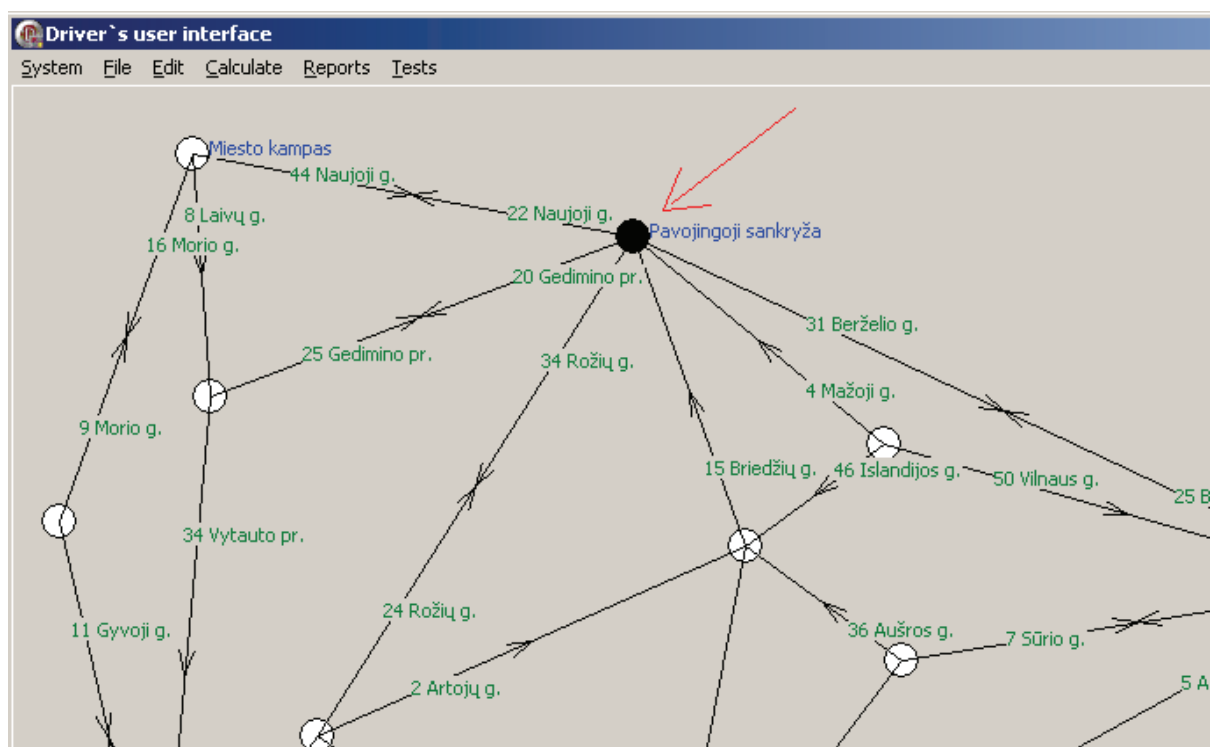 Driver`s user interface
System File Edit Calculate Reports Tests
Miesto kampas
44 Naujoji g.
8 Laivų g.
22 Naujoji g.
Pavojingoji sankryža
16 Morio g.
20 Gedimino pr.
31 Berželio g.
25 Gedimino pr.
34 Rožių g.
4 Mažoji g.
9 Morio g.
15 Briedžių g.
46 Islandijos g.
50 Vilnaus g.
25 B
34 Vytauto pr.
24 Rožių g.
11 Gyvoji g.
36 Aušros g.
7 Sūrio g.
2 Artojų g.
5 A